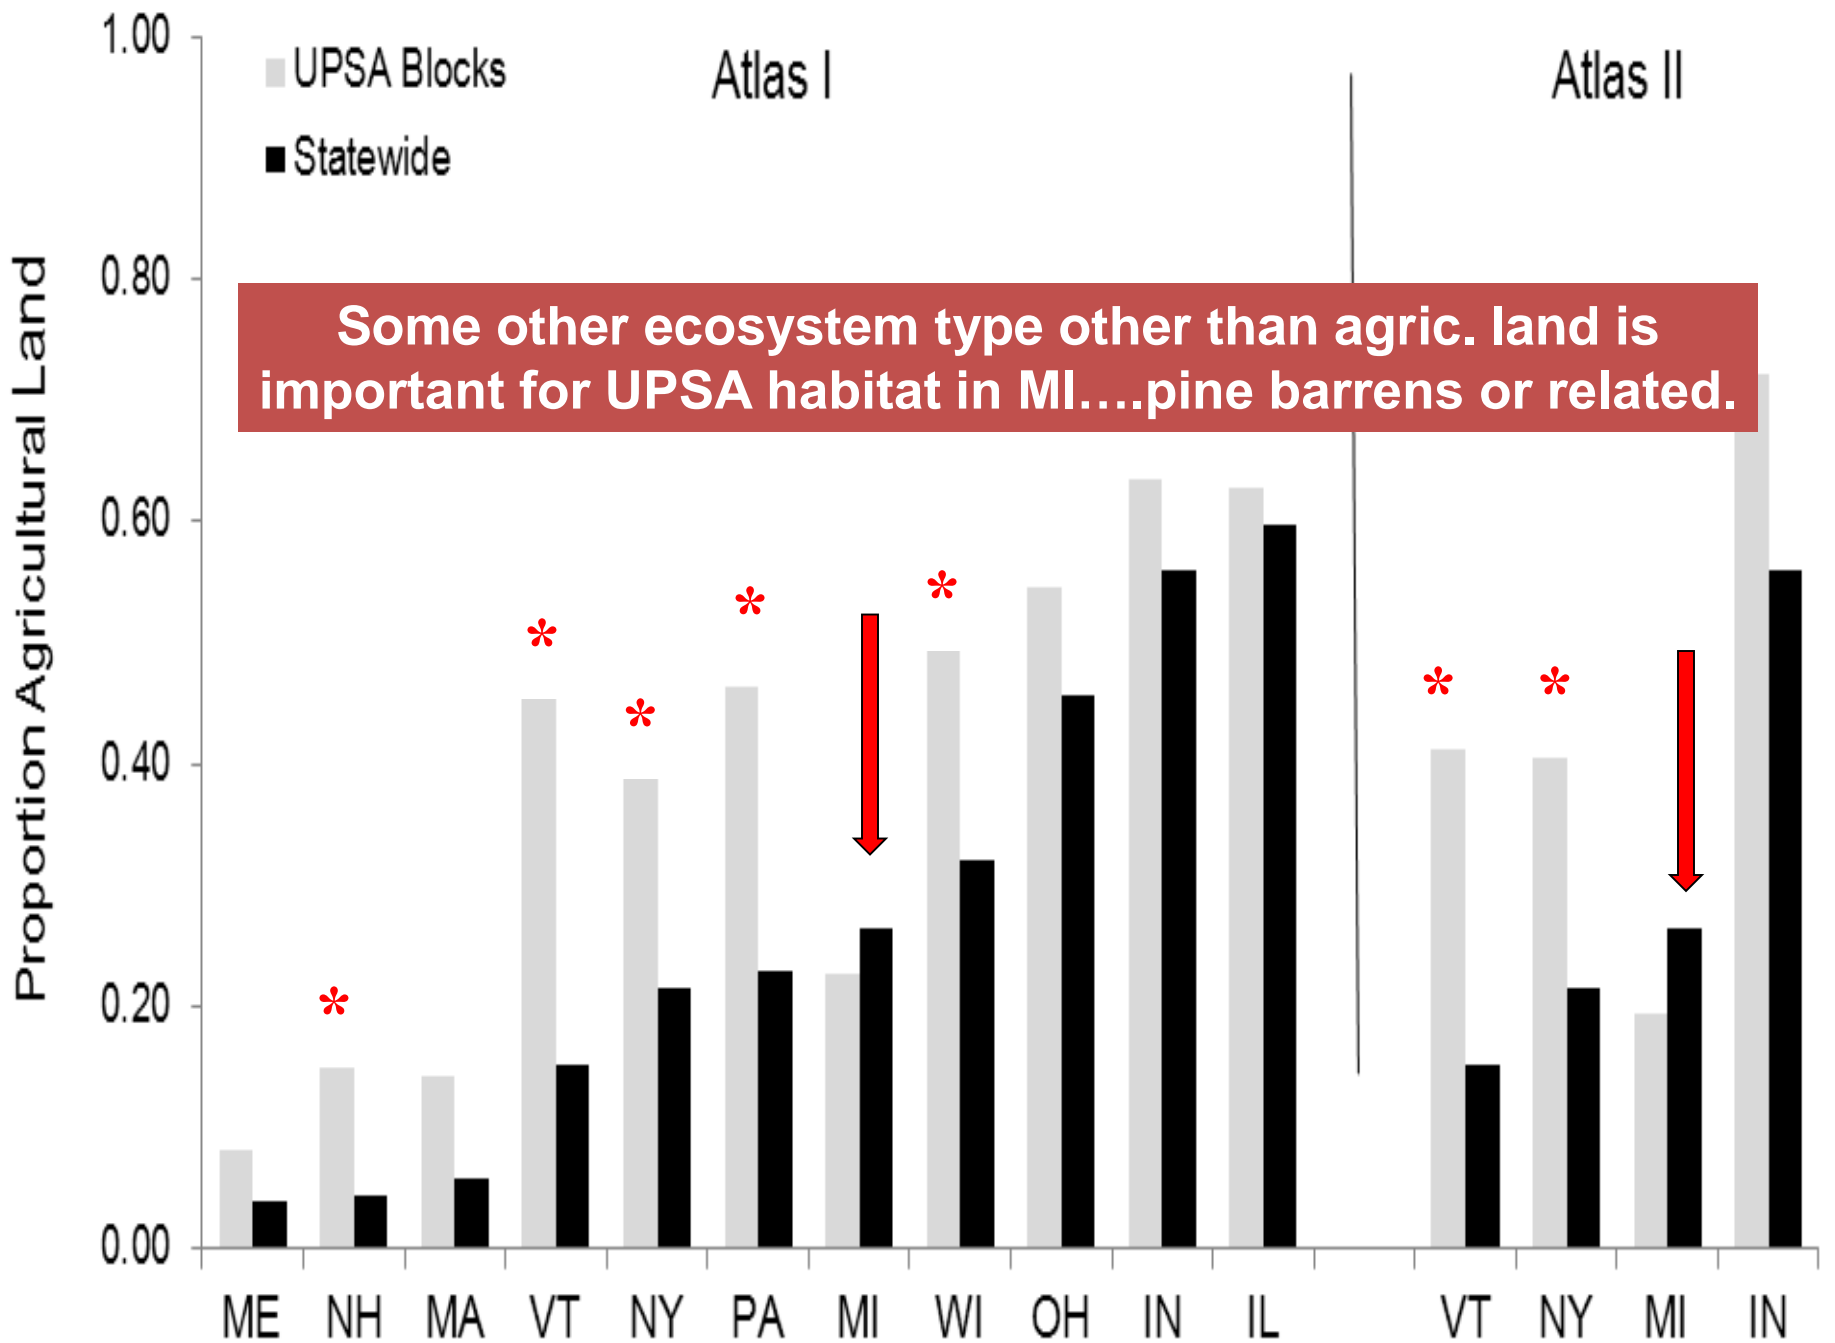 1.00
UPSA Blocks
Atlas I
Atlas II
Statewide
0.80
Some other ecosystem type other than agric. land is
important for UPSA habitat in MI....pine barrens or related.
0.60
*
*
*
*
*
*
*
0.40
0.20
0.00
Proportion Agricultural Land
ME NH MA VT NY PA MI WI OH IN IL VT NY MI IN